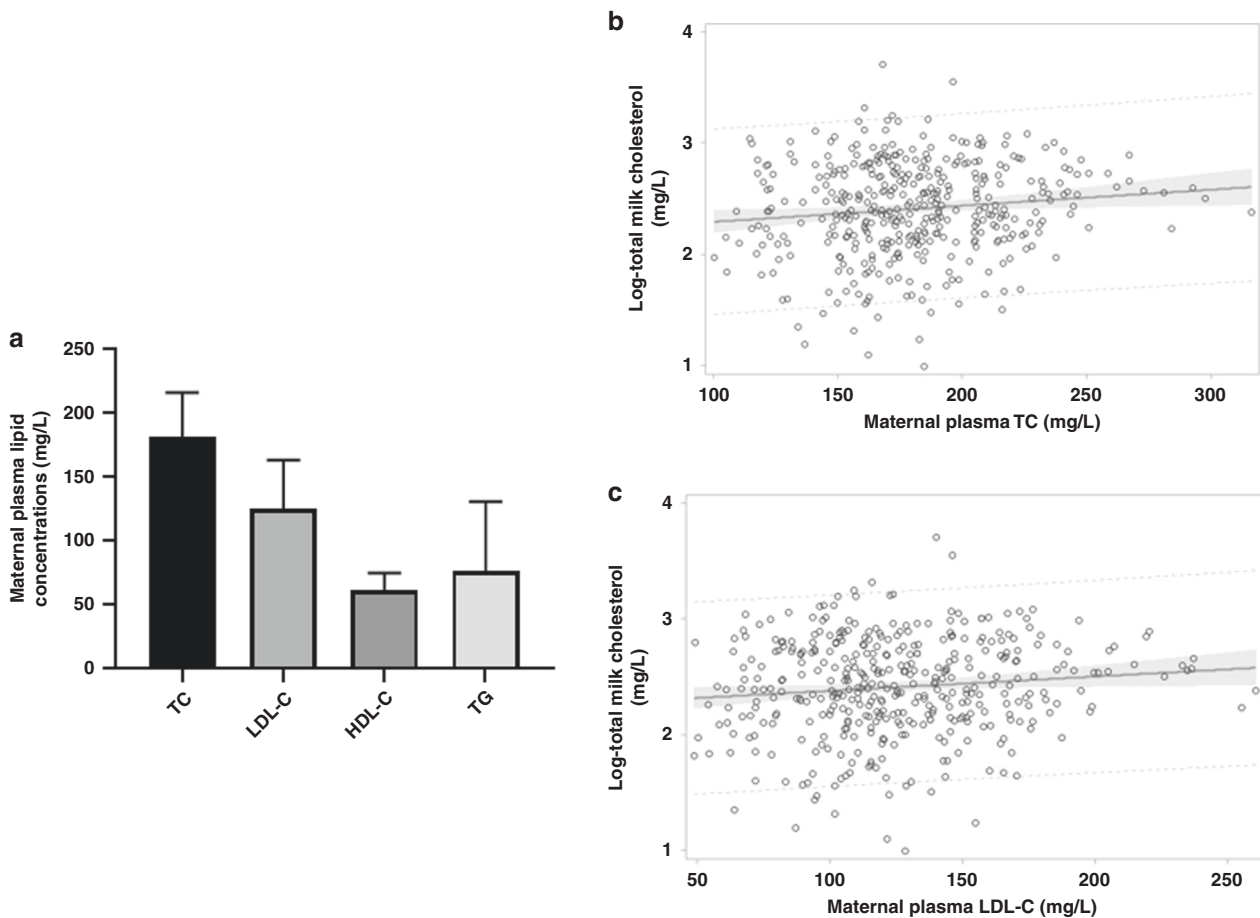 a
Maternal plasma lipid
concentrations (mg/L)
250
200
150
100
50
0
TC
LDL-C
HDL-C
TG
b
Log-total milk cholesterol
(mg/L)
4
3
2
1
100
150
200
250
300
Maternal plasma TC (mg/L)
c
Log-total milk cholesterol
(mg/L)
4
3
2
1
50
100
150
200
250
Maternal plasma LDL-C (mg/L)